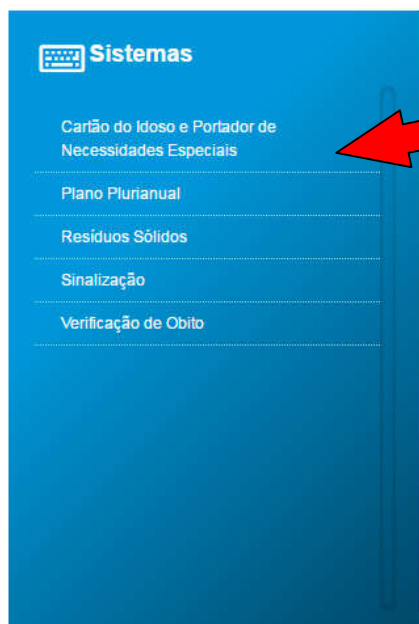 Sistemas
Cartão do Idoso e Portador de
Necessidades Especiais
Plano Plurianual
Resíduos Sólidos
Sinalização
Verificação de Obito